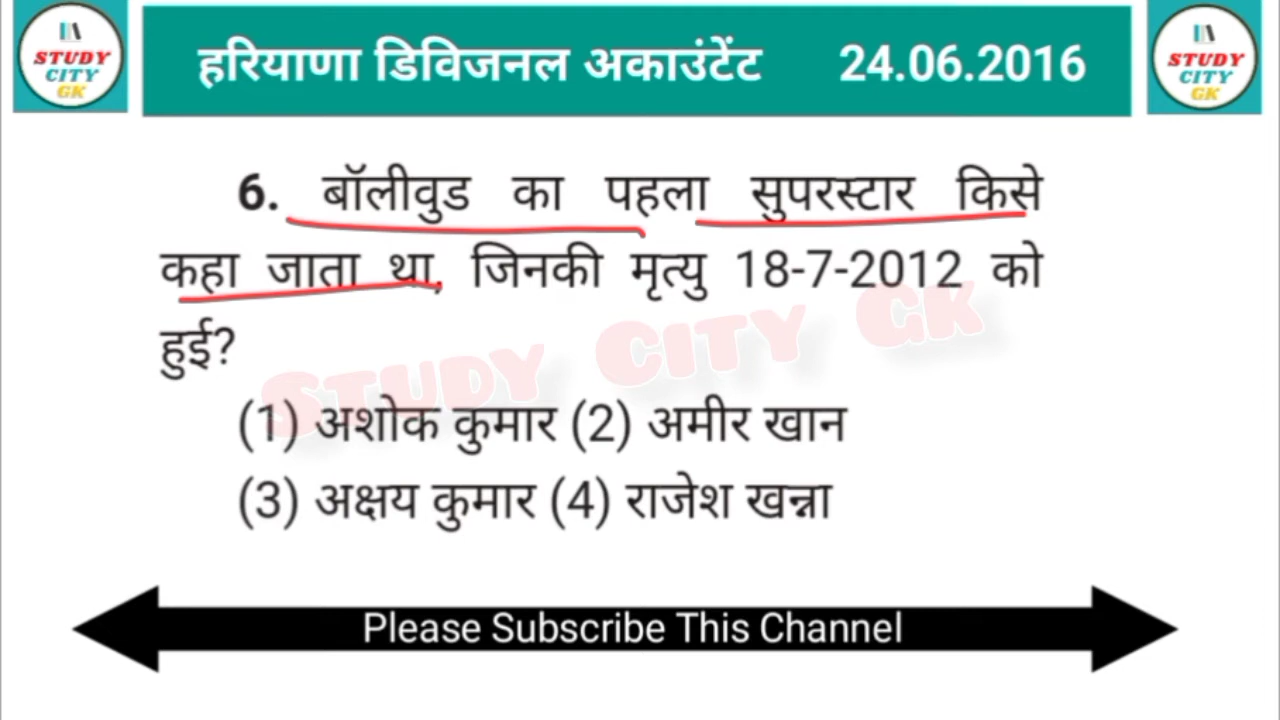 STUDY
CITY
GK
हरियाणा डिविजनल अकाउंटेंट 24.06.2016
STUDY
CITY
GK
6. बॉलीवुड का पहला सुपरस्टार किसे
कहा जाता था, जिनकी मृत्यु 18-7-2012 को
हुई?
STUDY CITY GK
(1) अशोक कुमार (2) अमीर खान
(3) अक्षय कुमार (4) राजेश खन्ना
Please Subscribe This Channel